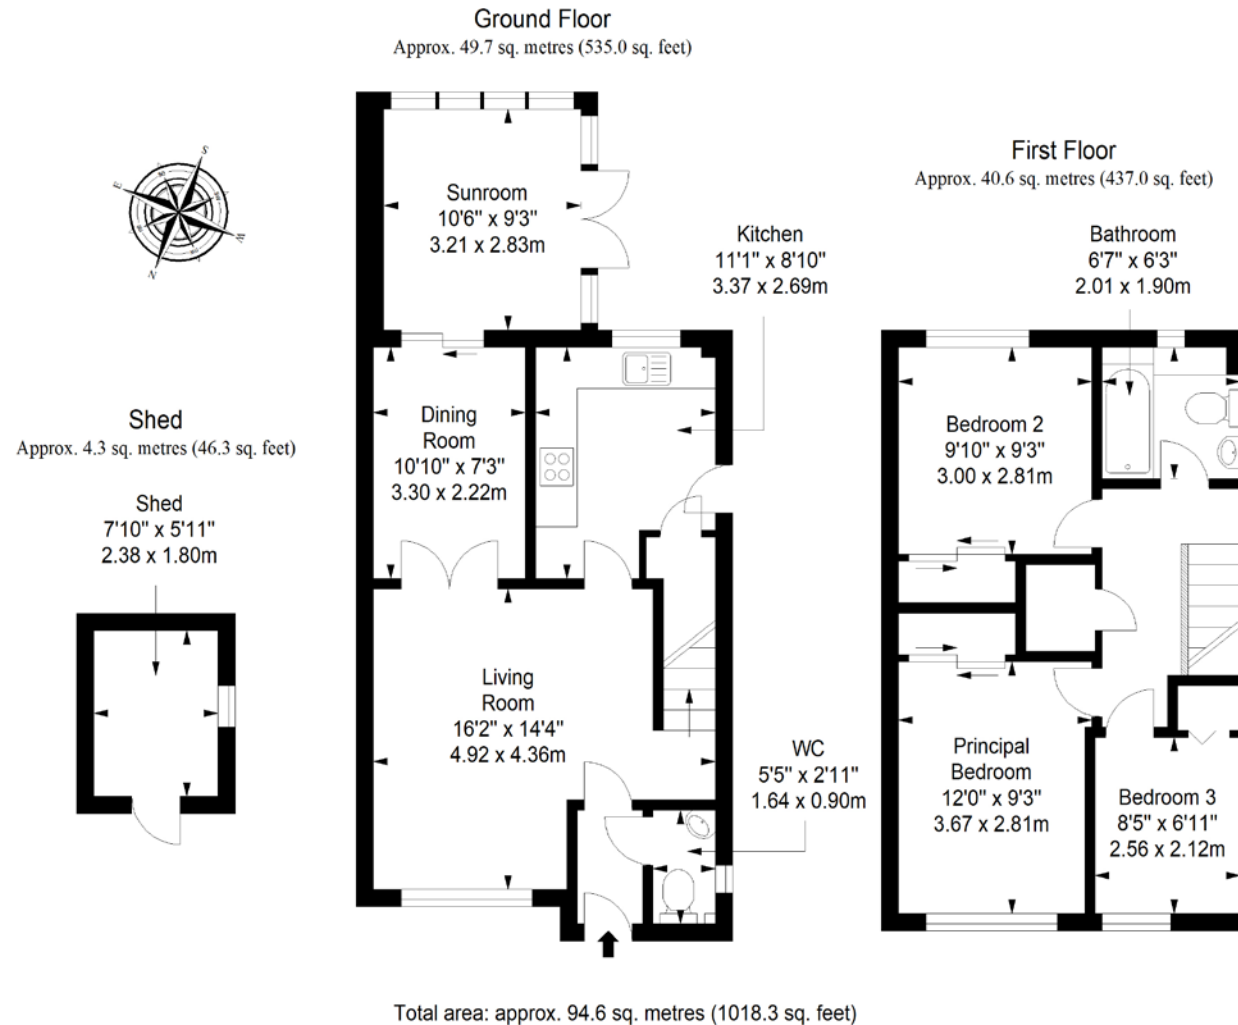 Ground Floor
Approx. 49.7 sq. metres (535.0 sq. feet)
First Floor
Approx. 40.6 sq. metres (437.0 sq. feet)
S
E
W
N
Sunroom
10'6" x 9'3"
3.21 x 2.83m
Kitchen
11'1" x 8'10"
3.37 x 2.69m
Bathroom
6'7" x 6'3"
2.01 x 1.90m
Shed
Approx. 4.3 sq. metres (46.3 sq. feet)
Shed
7'10" x 5'11"
2.38 x 1.80m
Dining
Room
10'10" x 7'3"
3.30 x 2.22m
Bedroom 2
9'10" x 9'3"
3.00 x 2.81m
Living
Room
16'2" x 14'4"
4.92 x 4.36m
WC
5'5" x 2'11"
1.64 x 0.90m
Principal
Bedroom
12'0" x 9'3"
3.67 x 2.81m
Bedroom 3
8'5" x 6'11"
2.56 x 2.12m
Total area: approx. 94.6 sq. metres (1018.3 sq. feet)